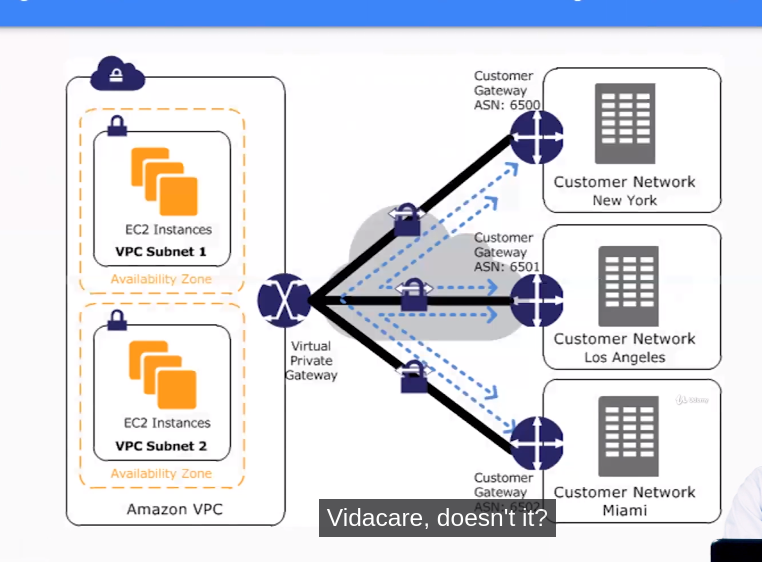 Customer
Gateway
ASN: 6500
Customer Network
New York
EC2 Instances
VPC Subnet 1
Availability Zone
Customer
Gateway
ASN: 6501
Customer Network
Los Angeles
Virtual
Private
Gateway
EC2 Instances
VPC Subnet 2
Availability Zone
Amazon VPC
Customer
Gateway
ASN: 6502
Customer Network
Miami
Vidacare, doesn't it?